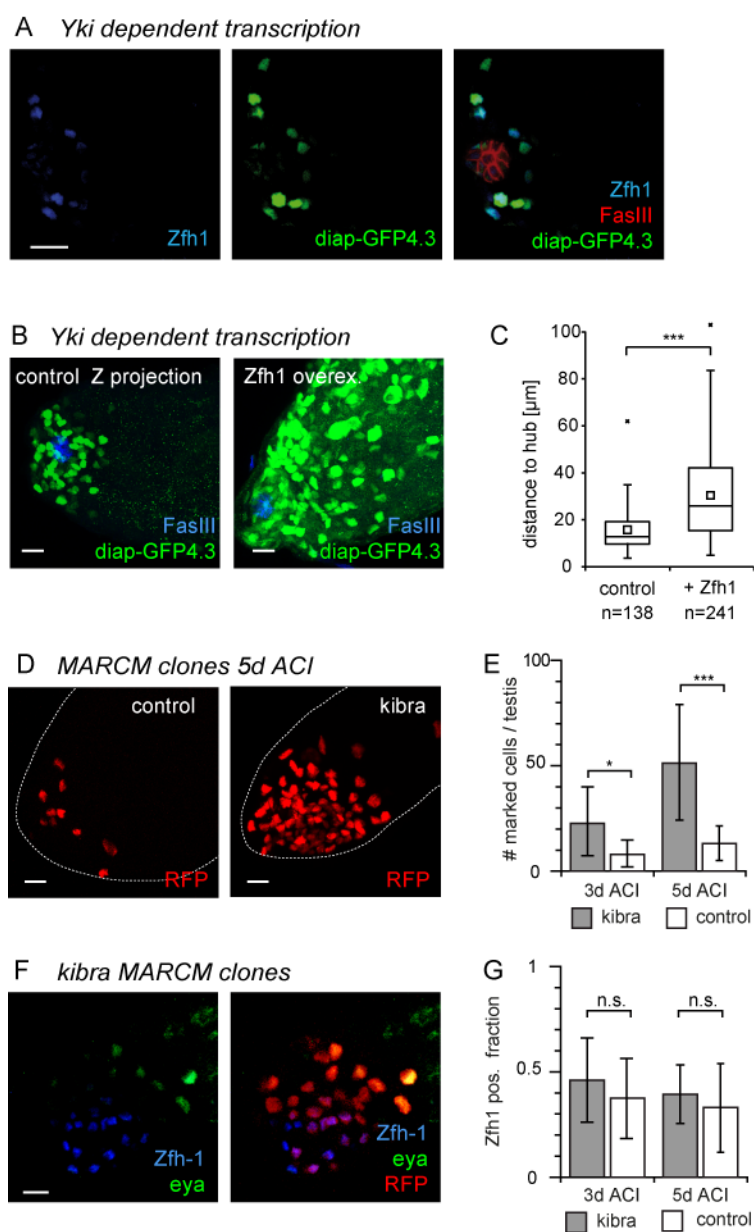 A Yki dependent transcription
Zfh1
diap-GFP4.3
Zfh1
FasIII
diap-GFP4.3
B Yki dependent transcription
control Z projection
FasIII
diap-GFP4.3
Zfh1 overex.
FasIII
diap-GFP4.3
C
distance to hub [µm]
100
80
60
40
20
0
***
control
n=138
+ Zfh1
n=241
D MARCM clones 5d ACI
control
RFP
kibra
RFP
E
# marked cells / testis
100
50
0
*
***
3d ACI
5d ACI
kibra
control
F kibra MARCM clones
Zfh-1
eya
Zfh-1
eya
RFP
G
Zfh1 pos. fraction
1
0.5
0
n.s.
n.s.
3d ACI
5d ACI
kibra
control